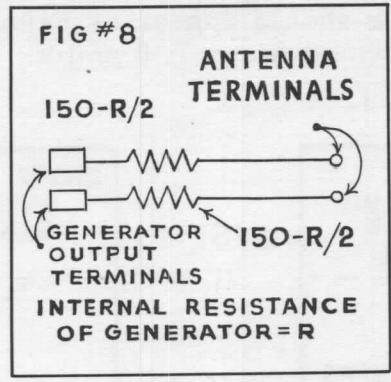 FIG #8
ANTENNA
TERMINALS
150-R/2
150-R/2
GENERATOR
OUTPUT
TERMINALS
INTERNAL RESISTANCE
OF GENERATOR=R